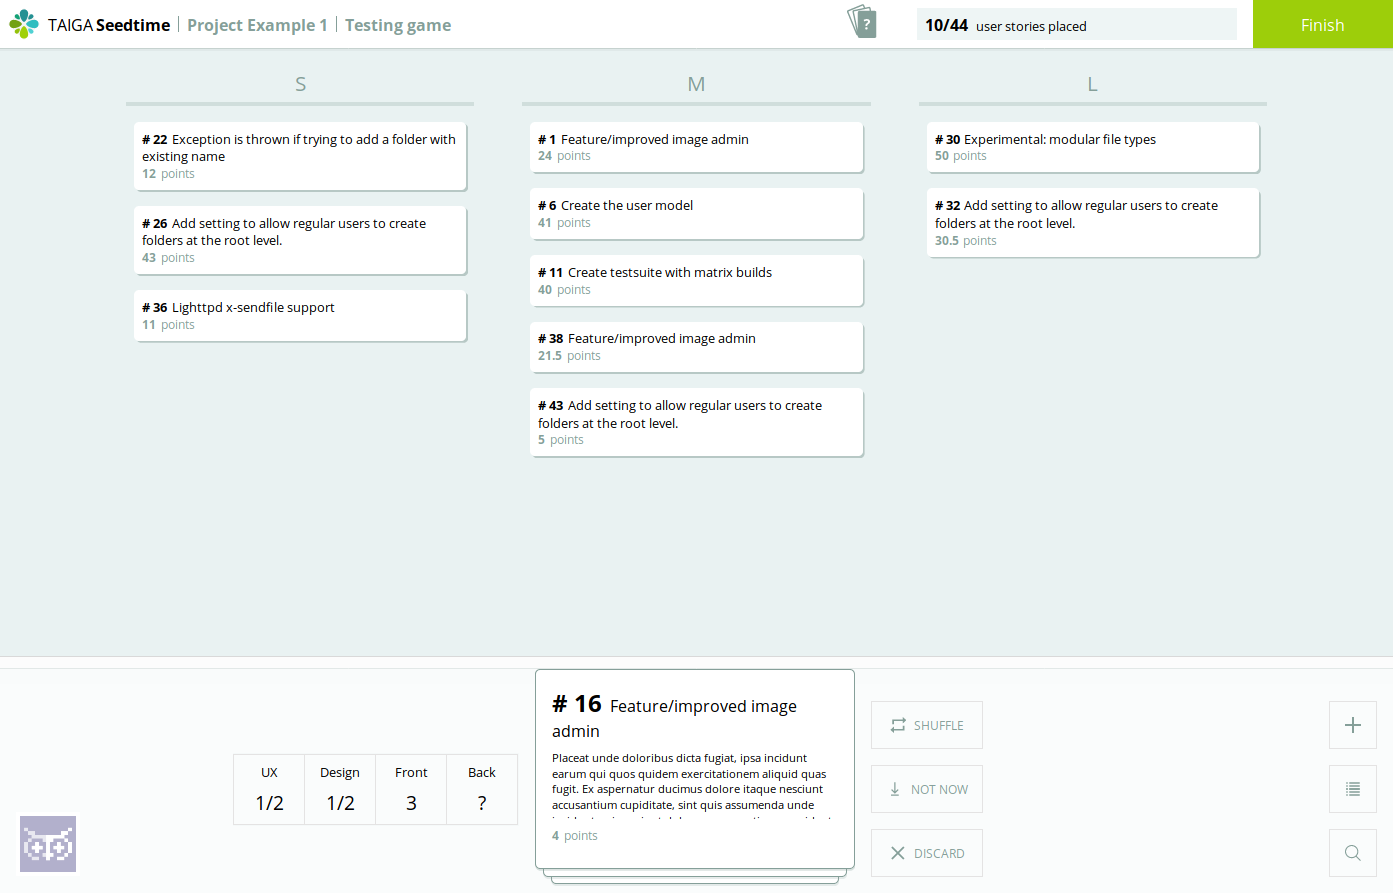 TAIGA Seedtime | Project Example 1 | Testing game
?
10/44 user stories placed
Finish
S
# 22 Exception is thrown if trying to add a folder with
existing name
12 points
# 26 Add setting to allow regular users to create
folders at the root level.
43 points
# 36 Lighttpd x-sendfile support
11 points
M
# 1 Feature/improved image admin
24 points
# 6 Create the user model
41 points
# 11 Create testsuite with matrix builds
40 points
# 38 Feature/improved image admin
21.5 points
# 43 Add setting to allow regular users to create
folders at the root level.
5 points
L
# 30 Experimental: modular file types
50 points
# 32 Add setting to allow regular users to create
folders at the root level.
30.5 points
UX Design Front Back
1/2 1/2 3 ?
# 16 Feature/improved image
admin
Placeat unde doloribus dicta fugiat, ipsa incidunt
earum qui quos quidem exercitationem aliquid quas
fugit. Ex aspernatur ducimus dolore itaque nesciunt
accusantium cupiditate, sint quis assumenda unde
4 points
SHUFFLE
NOT NOW
DISCARD